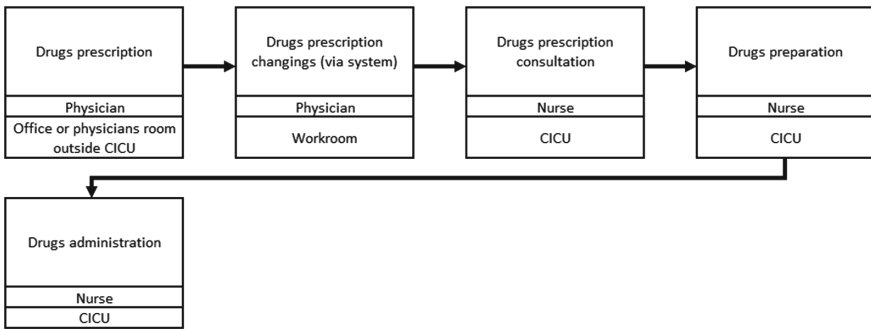 Drugs prescription
Physician
Office or physicians room
outside CICU
Drugs prescription
changings (via system)
Physician
Workroom
Drugs prescription
consultation
Nurse
CICU
Drugs preparation
Nurse
CICU
Drugs administration
Nurse
CICU